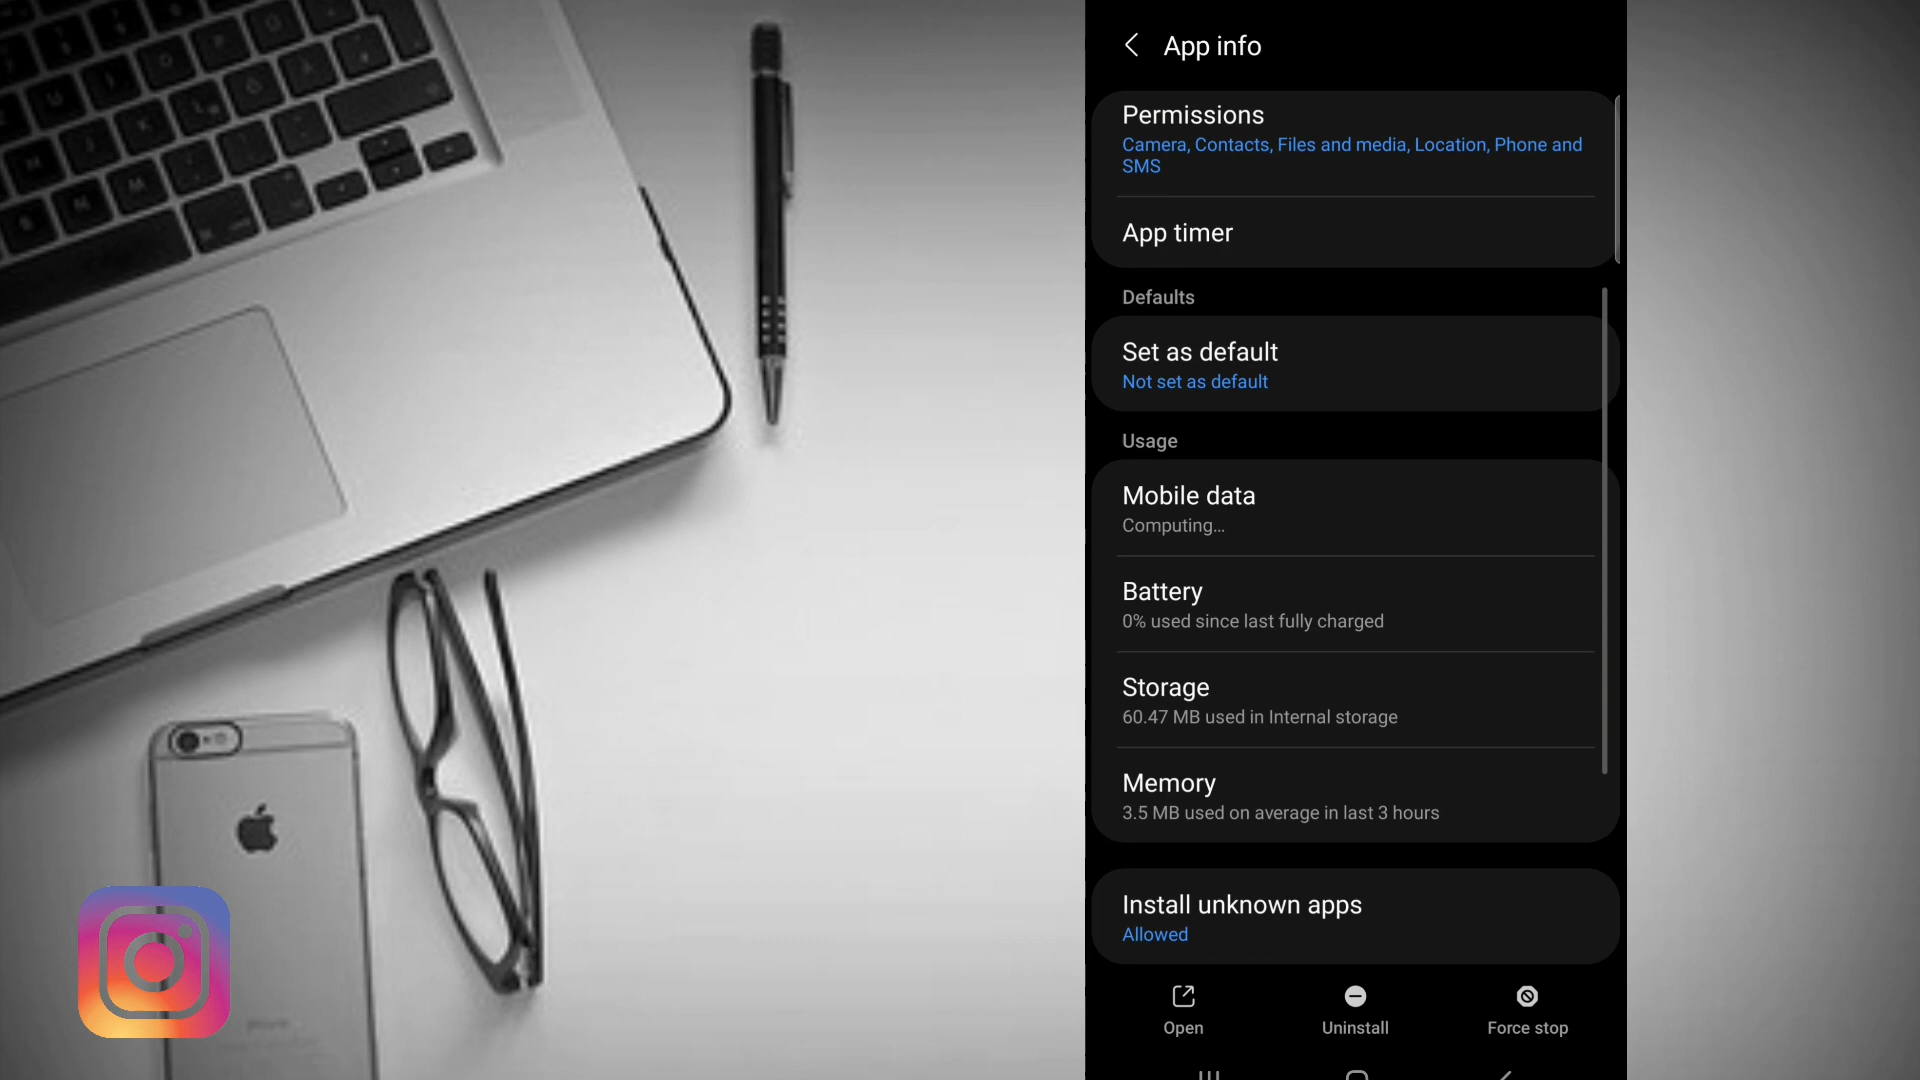 App info
Permissions
Camera, Contacts, Files and media, Location, Phone and
SMS
App timer
Defaults
Set as default
Not set as default
Usage
Mobile data
Computing...
Battery
0% used since last fully charged
Storage
60.47 MB used in Internal storage
Memory
3.5 MB used on average in last 3 hours
Install unknown apps
Allowed
Open
Uninstall
Force stop